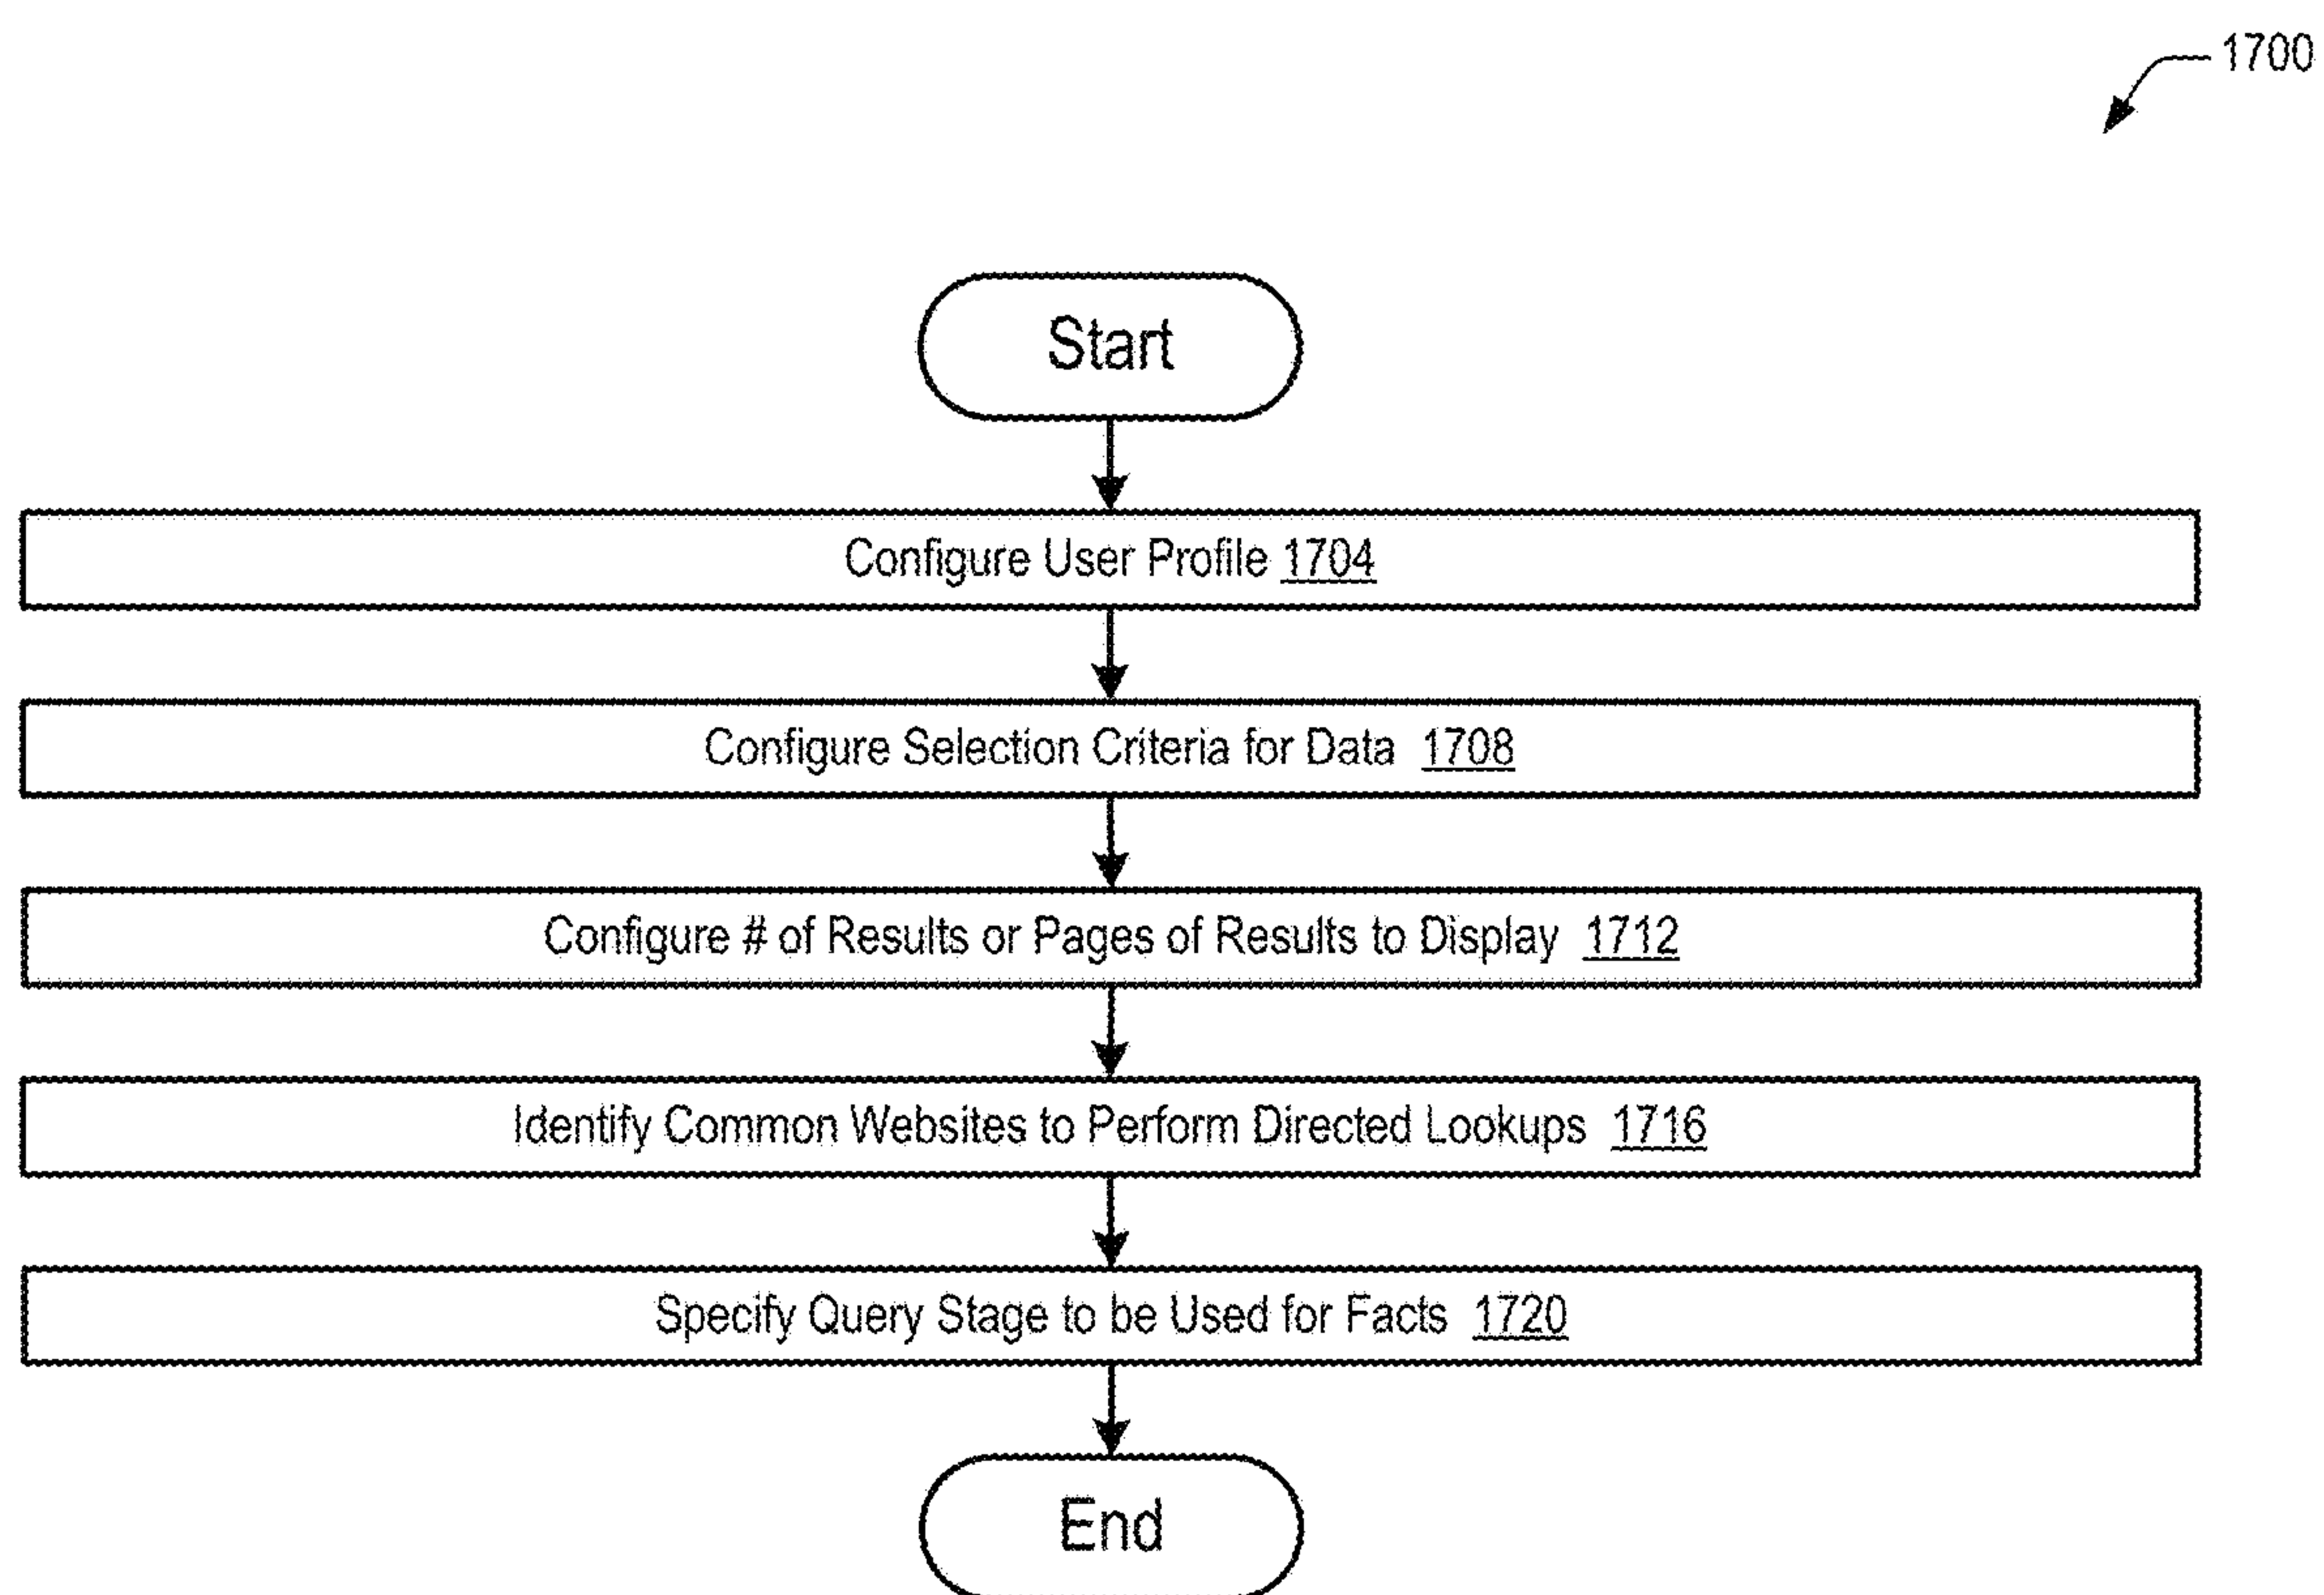 1700
Start
Configure User Profile 1704
Configure Selection Criteria for Data 1708
Configure # of Results or Pages of Results to Display 1712
Identify Common Websites to Perform Directed Lookups 1716
Specify Query Stage to be Used for Facts 1720
End